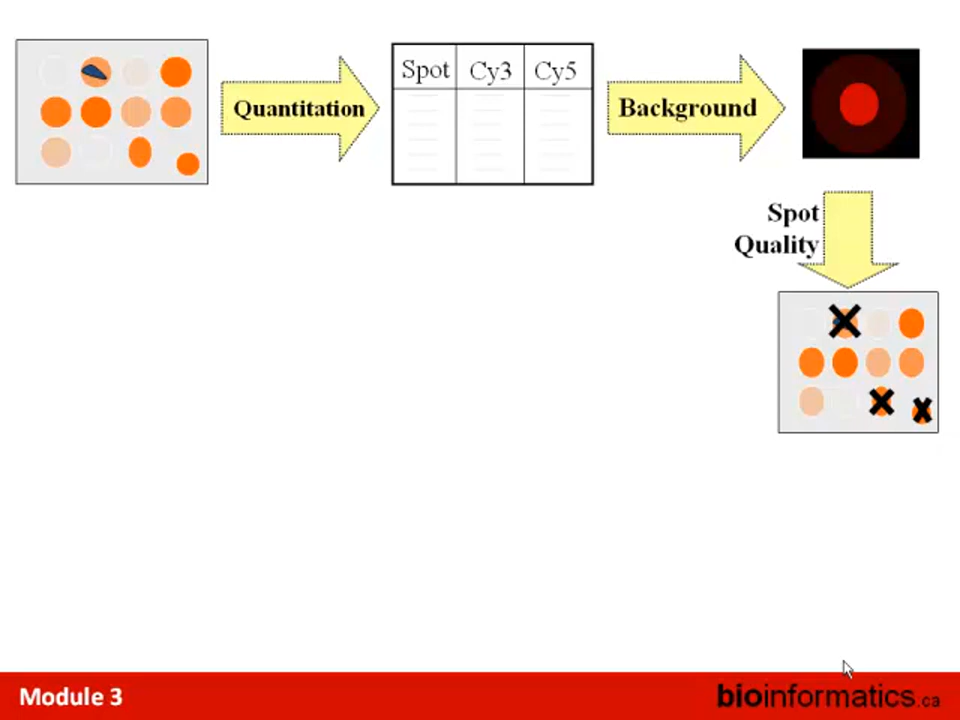 Quantitation
Spot Cy3 Cy5
Background
Spot
Quality
Module 3
bioinformatics.ca